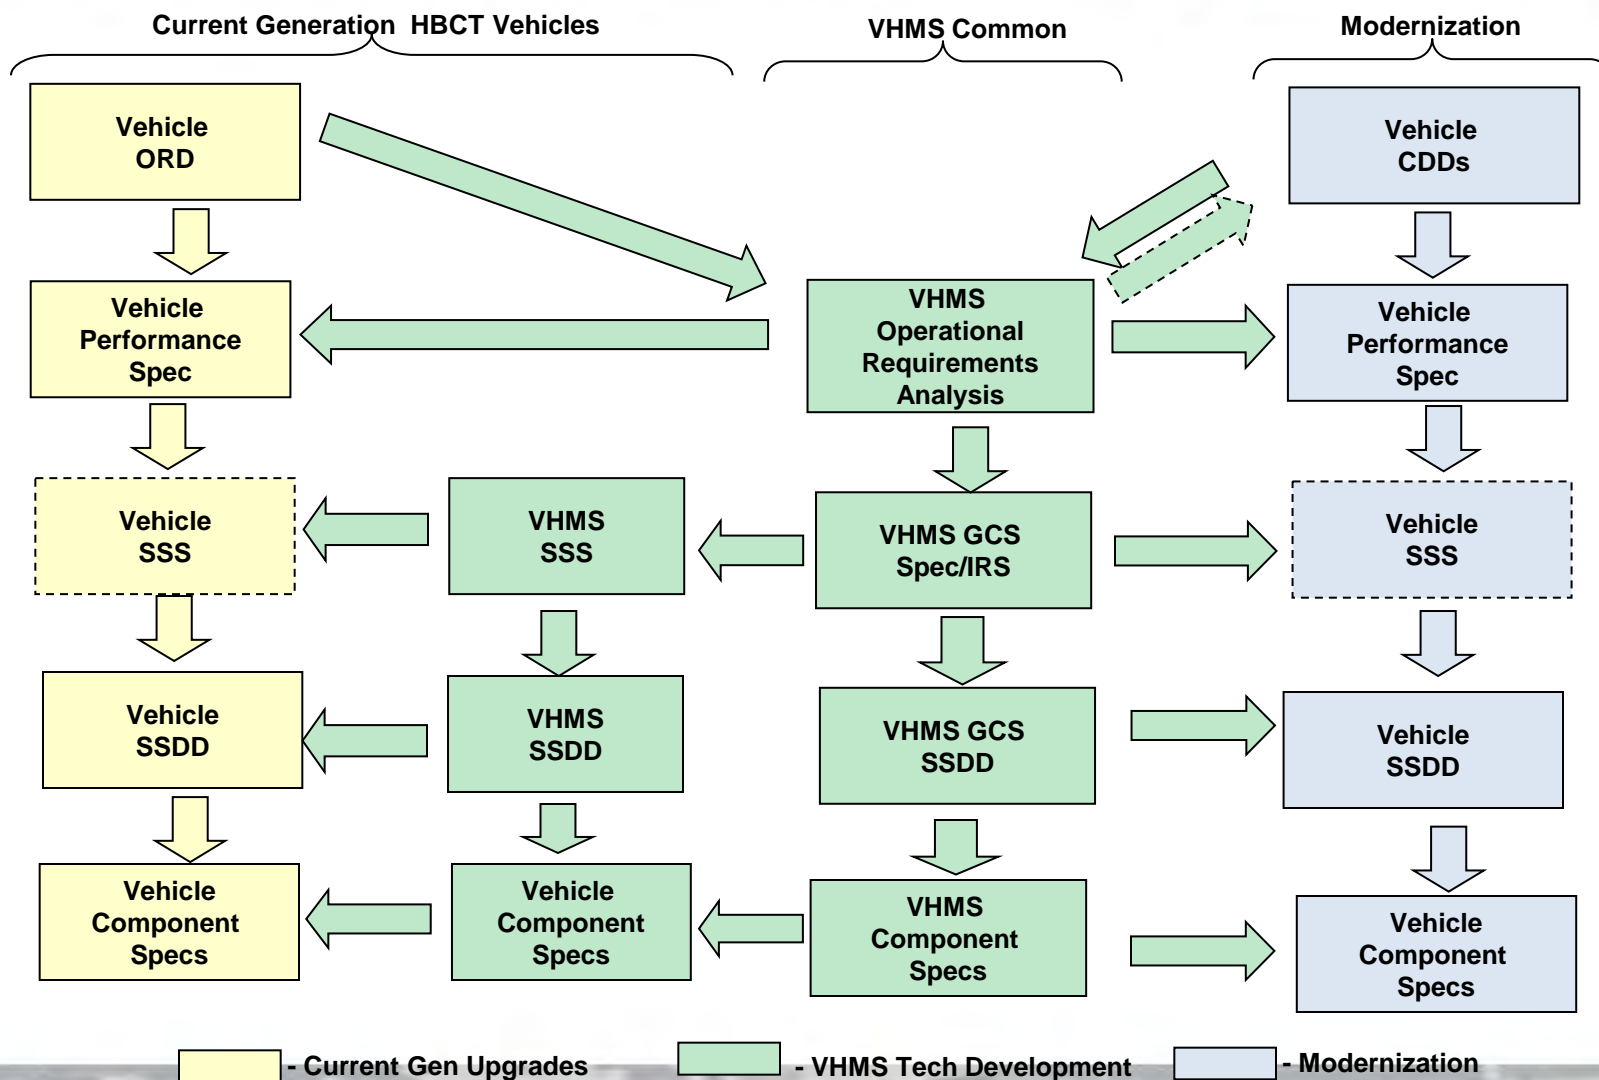 Current Generation  HBCT Vehicles
VHMS Common
Modernization
Vehicle
ORD
Vehicle
CDDs
Vehicle
Performance
Spec
VHMS
Operational
Requirements
Analysis
Vehicle
Performance
Spec
Vehicle
SSS
VHMS
SSS
VHMS GCS
Spec/IRS
Vehicle
SSS
Vehicle
SSDD
VHMS
SSDD
VHMS GCS
SSDD
Vehicle
SSDD
Vehicle
Component
Specs
Vehicle
Component
Specs
VHMS
Component
Specs
Vehicle
Component
Specs
- Current Gen Upgrades
- VHMS Tech Development
- Modernization